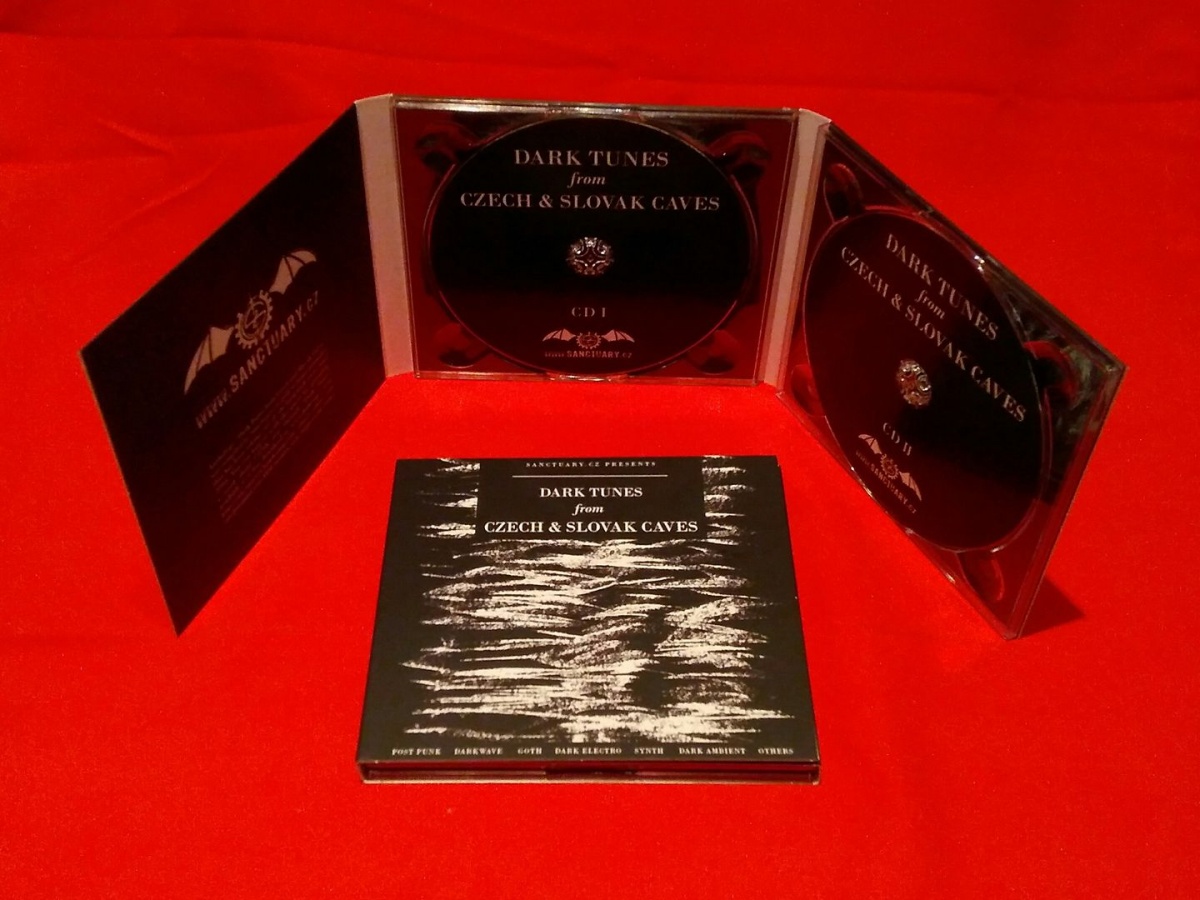 www.SANCTUARY.CZ
DARK TUNES
from
CZECH & SLOVAK CAVES
CD I
www.SANCTUARY.CZ
DARK TUNES
from
CZECH & SLOVAK CAVES
CD II
www.SANCTUARY.CZ
SANCTUARY.CZ PRESENTS
DARK TUNES
from
CZECH & SLOVAK CAVES
POST PUNK DARKWAVE GOTH DARK ELECTRO SYNTH DARK AMBIENT OTHERS